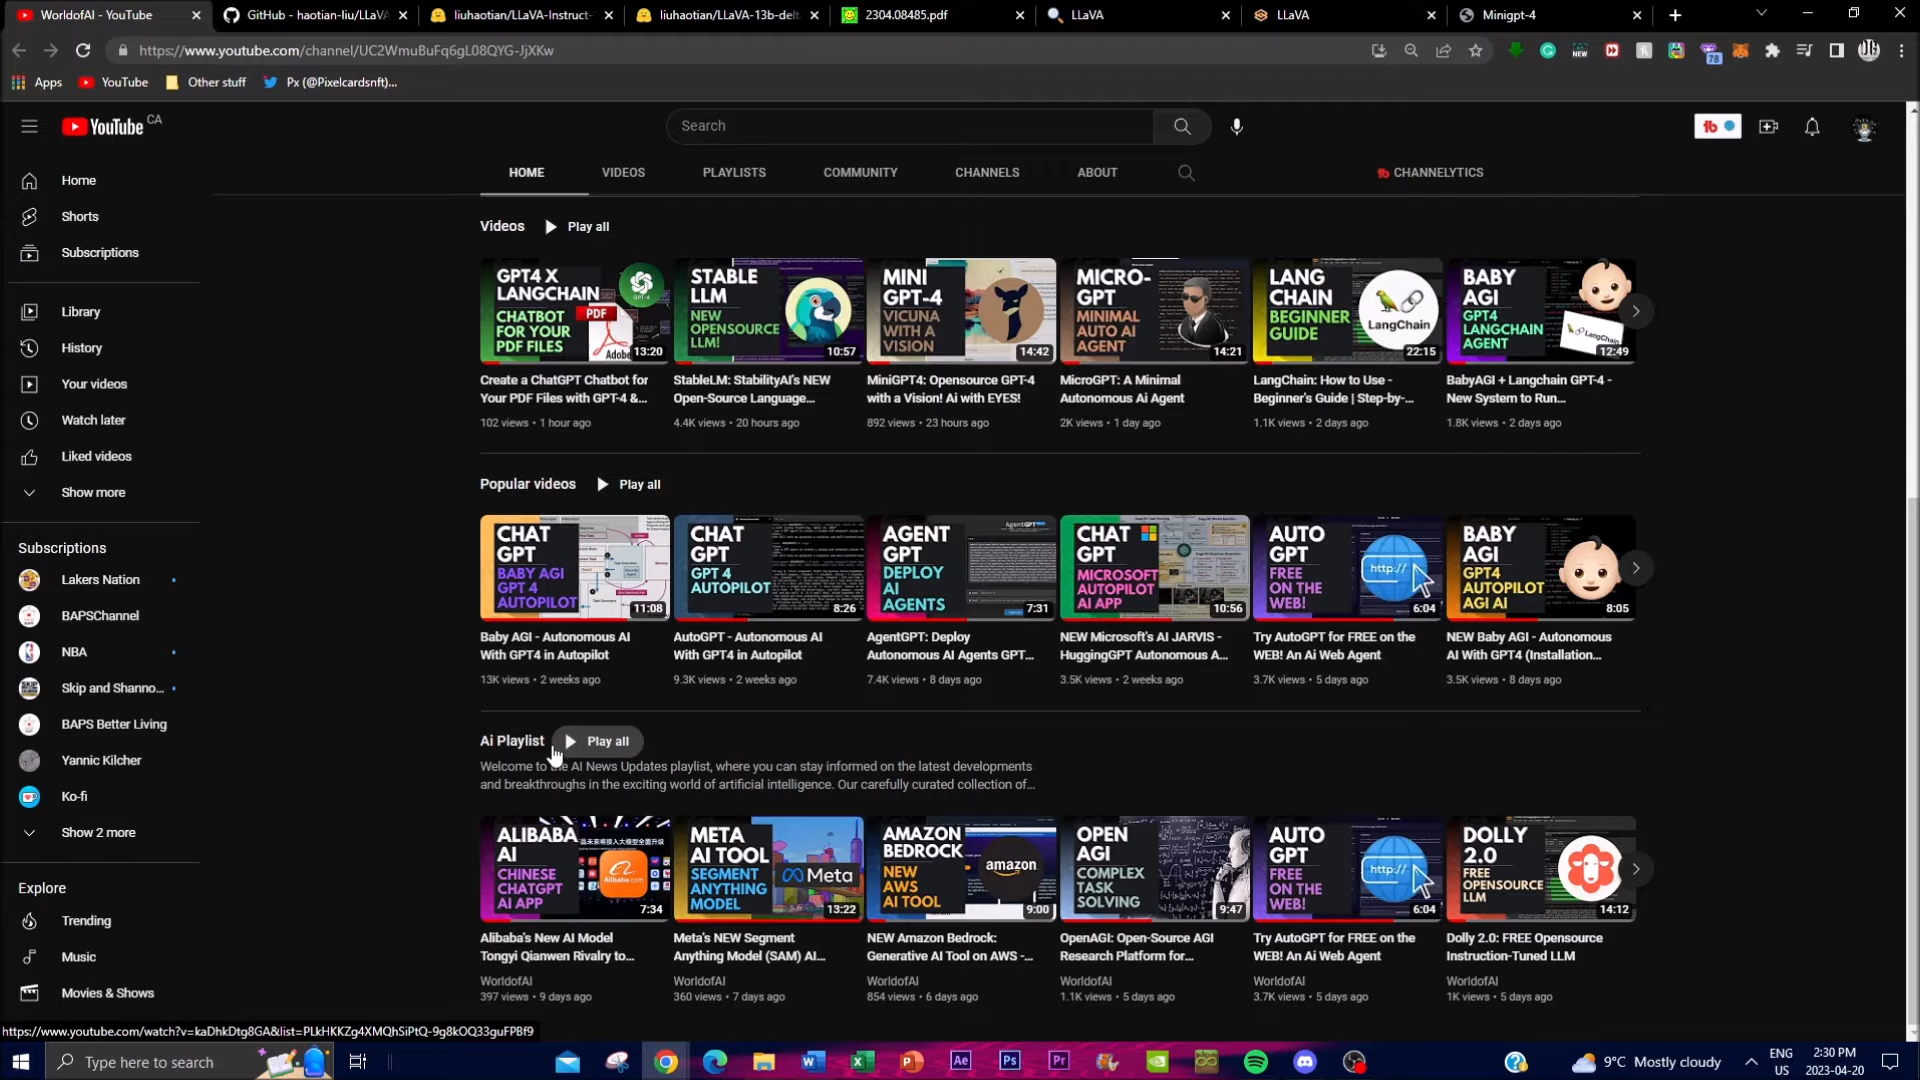 WorldofAI - YouTube
GitHub - haotian-liu/LLaVA
liuhaotian/LLaVA-Instruct-
liuhaotian/LLaVA-13b-delta
2304.08485.pdf
LLaVA
LLaVA
Minigpt-4
https://www.youtube.com/channel/UC2WmuBuFq6gL08QYG-JjXKw
NEW
78
Apps
YouTube
Other stuff
Px (@Pixelcardsnft)...
YouTube CA
Search
HOME
VIDEOS
PLAYLISTS
COMMUNITY
CHANNELS
ABOUT
CHANNELYTICS
Home
Shorts
Subscriptions
Library
History
Your videos
Watch later
Liked videos
Show more
Subscriptions
Lakers Nation
BAPSChannel
NBA
Skip and Shanno...
BAPS Better Living
Yannic Kilcher
Ko-fi
Show 2 more
Explore
Trending
Music
Movies & Shows
Videos
Play all
GPT4 X
LANGCHAIN
CHATBOT
FOR YOUR
PDF FILES
PDF
Adobe
13:20
STABLE
LLM
NEW
OPENSOURCE
LLM!
10:57
MINI
GPT-4
VICUNA
WITH A
VISION
14:42
MICRO-
GPT
MINIMAL
AUTO AI
AGENT
14:21
LANG
CHAIN
BEGINNER
GUIDE
LangChain
22:15
BABY
AGI
GPT4
LANGCHAIN
AGENT
12:49
Create a ChatGPT Chatbot for
Your PDF Files with GPT-4 &...
102 views • 1 hour ago
StableLM: StabilityAI's NEW
Open-Source Language...
4.4K views • 20 hours ago
MiniGPT4: Opensource GPT-4
with a Vision! Ai with EYES!
892 views • 23 hours ago
MicroGPT: A Minimal
Autonomous Ai Agent
2K views • 1 day ago
LangChain: How to Use -
Beginner's Guide | Step-by-...
1.1K views • 2 days ago
BabyAGI + Langchain GPT-4 -
New System to Run...
1.8K views • 2 days ago
Popular videos
Play all
CHAT
GPT
BABY AGI
GPT 4
AUTOPILOT
11:08
CHAT
GPT
GPT 4
AUTOPILOT
8:26
AGENT
GPT
DEPLOY
AI
AGENTS
AgentGPT
7:31
CHAT
GPT
MICROSOFT
AUTOPILOT
AI APP
10:56
AUTO
GPT
FREE
ON THE
WEB!
http://
6:04
BABY
AGI
GPT4
AUTOPILOT
AGI AI
8:05
Baby AGI - Autonomous AI
With GPT4 in Autopilot
13K views • 2 weeks ago
AutoGPT - Autonomous AI
With GPT4 in Autopilot
9.3K views • 2 weeks ago
AgentGPT: Deploy
Autonomous AI Agents GPT...
7.4K views • 8 days ago
NEW Microsoft's AI JARVIS -
HuggingGPT Autonomous A...
3.5K views • 2 weeks ago
Try AutoGPT for FREE on the
WEB! An Ai Web Agent
3.7K views • 5 days ago
NEW Baby AGI - Autonomous
AI With GPT4 (Installation...
3.5K views • 8 days ago
Ai Playlist
Play all
Welcome to the AI News Updates playlist, where you can stay informed on the latest developments
and breakthroughs in the exciting world of artificial intelligence. Our carefully curated collection of...
ALIBABA
AI
CHINESE
CHATGPT
AI APP
Alibaba.com
7:34
META
AI TOOL
SEGMENT
ANYTHING
MODEL
Meta
13:22
AMAZON
BEDROCK
NEW
AWS
AI TOOL
amazon
9:00
OPEN
AGI
COMPLEX
TASK
SOLVING
9:47
AUTO
GPT
FREE
ON THE
WEB!
http://
6:04
DOLLY
2.0
FREE
OPENSOURCE
LLM
14:12
Alibaba's New AI Model
Tongyi Qianwen Rivalry to...
WorldofAI
397 views • 9 days ago
Meta's NEW Segment
Anything Model (SAM) AI...
WorldofAI
360 views • 7 days ago
NEW Amazon Bedrock:
Generative AI Tool on AWS -...
WorldofAI
854 views • 6 days ago
OpenAGI: Open-Source AGI
Research Platform for...
WorldofAI
1.1K views • 5 days ago
Try AutoGPT for FREE on the
WEB! An Ai Web Agent
WorldofAI
3.7K views • 5 days ago
Dolly 2.0: FREE Opensource
Instruction-Tuned LLM
WorldofAI
1K views • 5 days ago
https://www.youtube.com/watch?v=kaDhkDtg8GA&list=PLkHKKZg4XMQhSiPtQ-9g8kOQ33guFPBf9
Type here to search
9°C Mostly cloudy
ENG
US
2:30 PM
2023-04-20